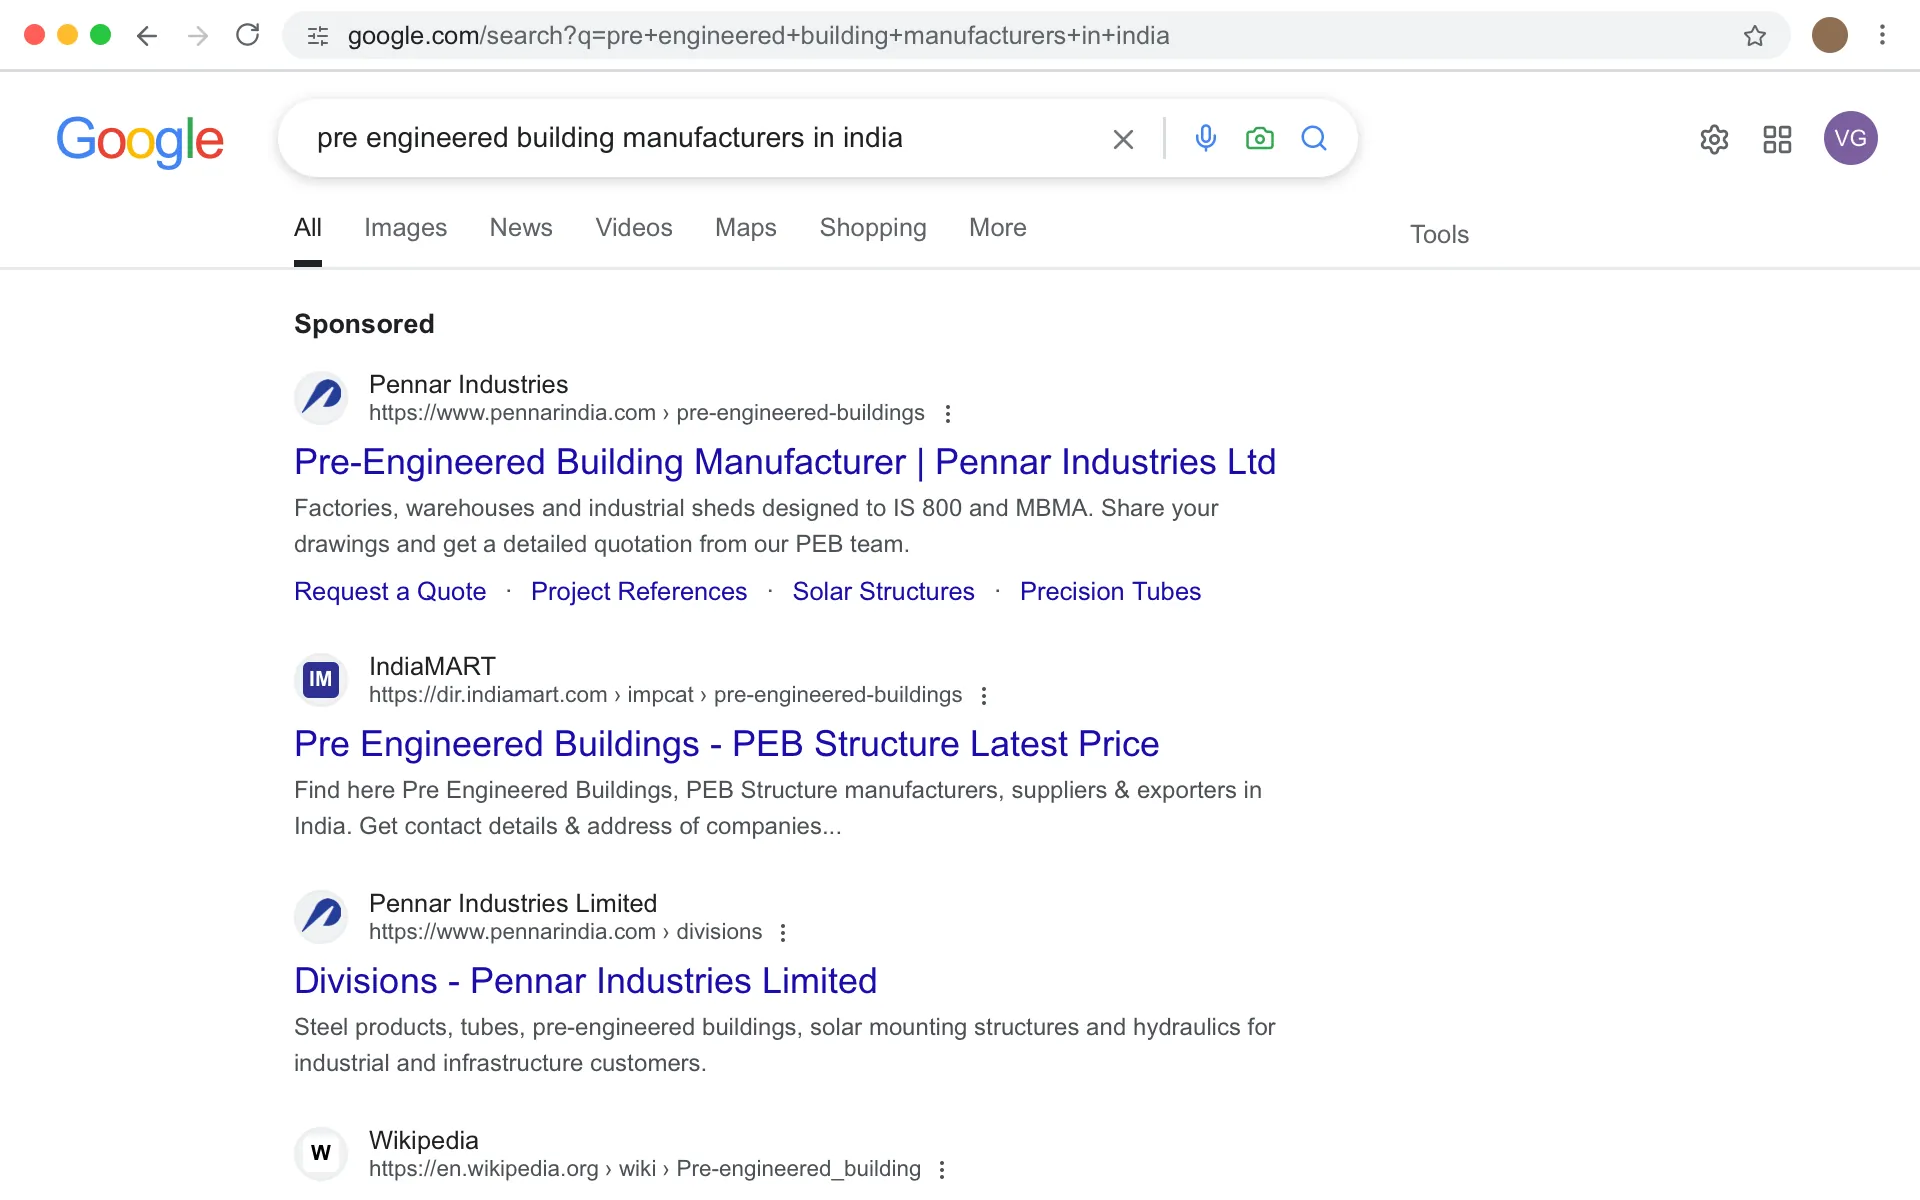 google.com/search?q=pre+engineered+building+manufacturers+in+india
Google
pre engineered building manufacturers in india
VG
All Images News Videos Maps Shopping More Tools
Sponsored
Pennar Industries
https://www.pennarindia.com › pre-engineered-buildings
Pre-Engineered Building Manufacturer | Pennar Industries Ltd
Factories, warehouses and industrial sheds designed to IS 800 and MBMA. Share your
drawings and get a detailed quotation from our PEB team.
Request a Quote · Project References · Solar Structures · Precision Tubes
IM
IndiaMART
https://dir.indiamart.com › impcat › pre-engineered-buildings
Pre Engineered Buildings - PEB Structure Latest Price
Find here Pre Engineered Buildings, PEB Structure manufacturers, suppliers & exporters in
India. Get contact details & address of companies...
Pennar Industries Limited
https://www.pennarindia.com › divisions
Divisions - Pennar Industries Limited
Steel products, tubes, pre-engineered buildings, solar mounting structures and hydraulics for
industrial and infrastructure customers.
W
Wikipedia
https://en.wikipedia.org › wiki › Pre-engineered_building